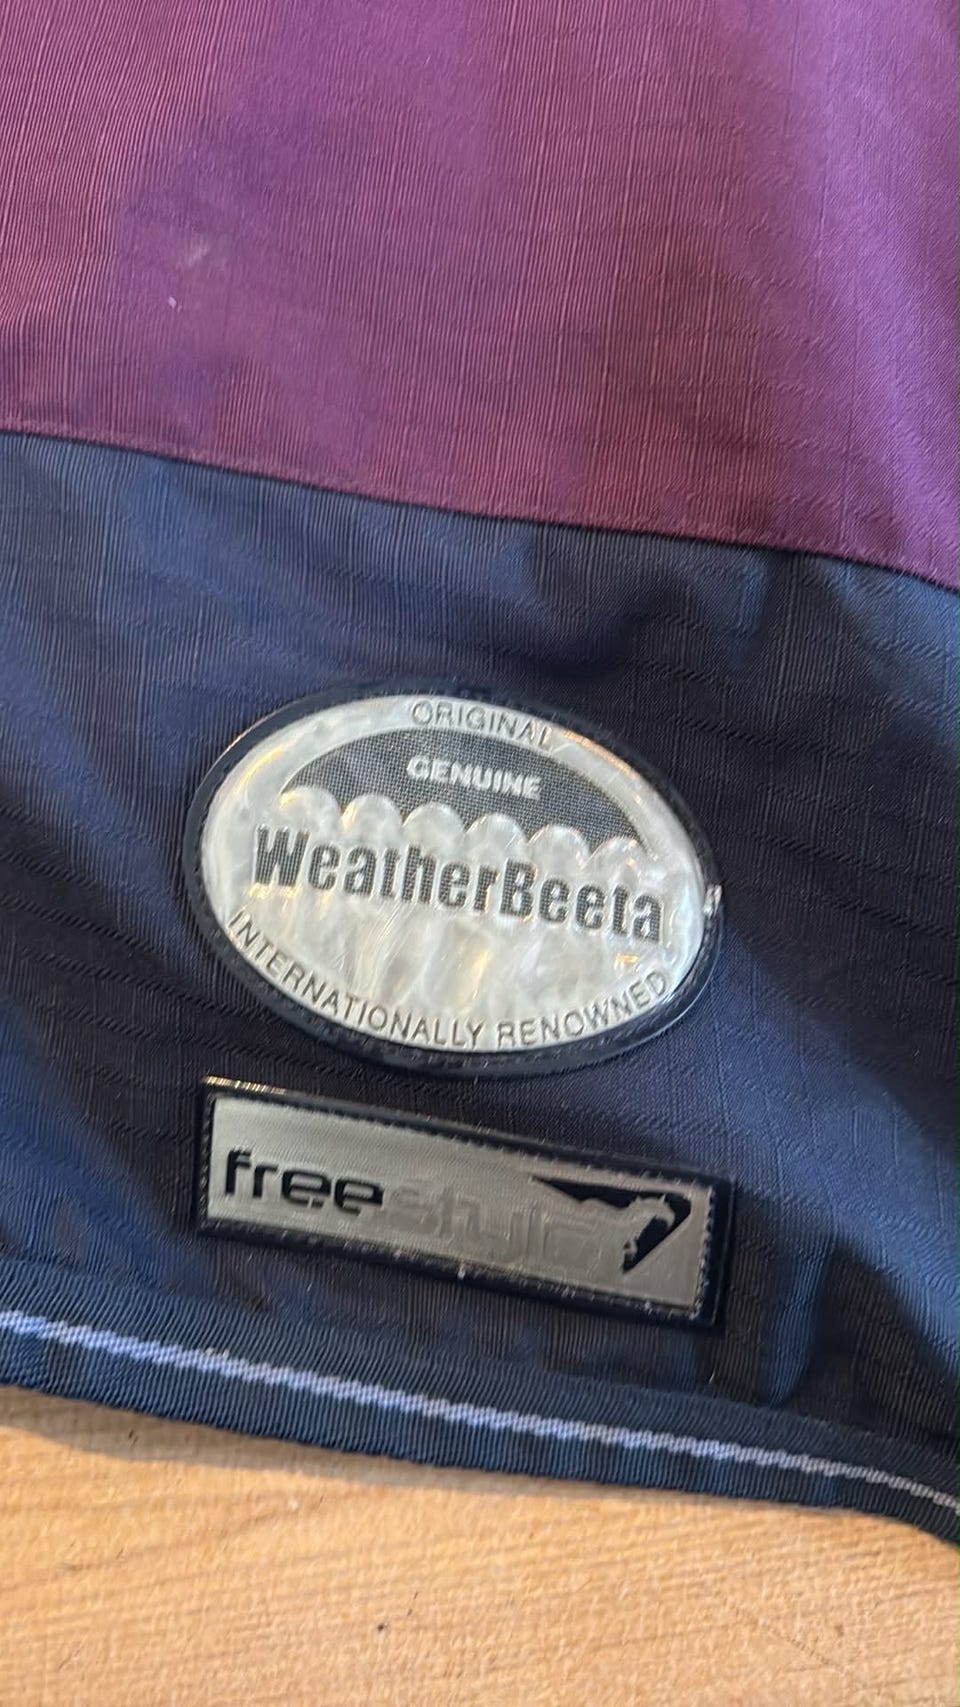 ORIGINAL
GENUINE
WeatherBeeta
INTERNATIONALLY RENOWNED
freestyle